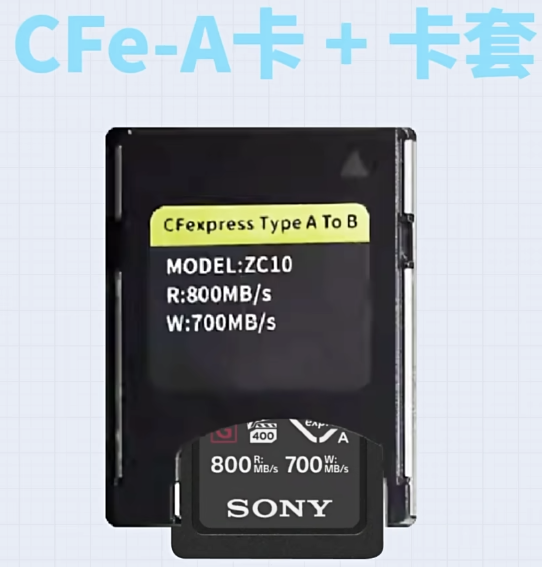 CFe-A卡 + 卡套
CFexpress Type A To B
MODEL:ZC10
R:800MB/s
W:700MB/s
G
400
A
800 R: MB/s 700 W: MB/s
SONY